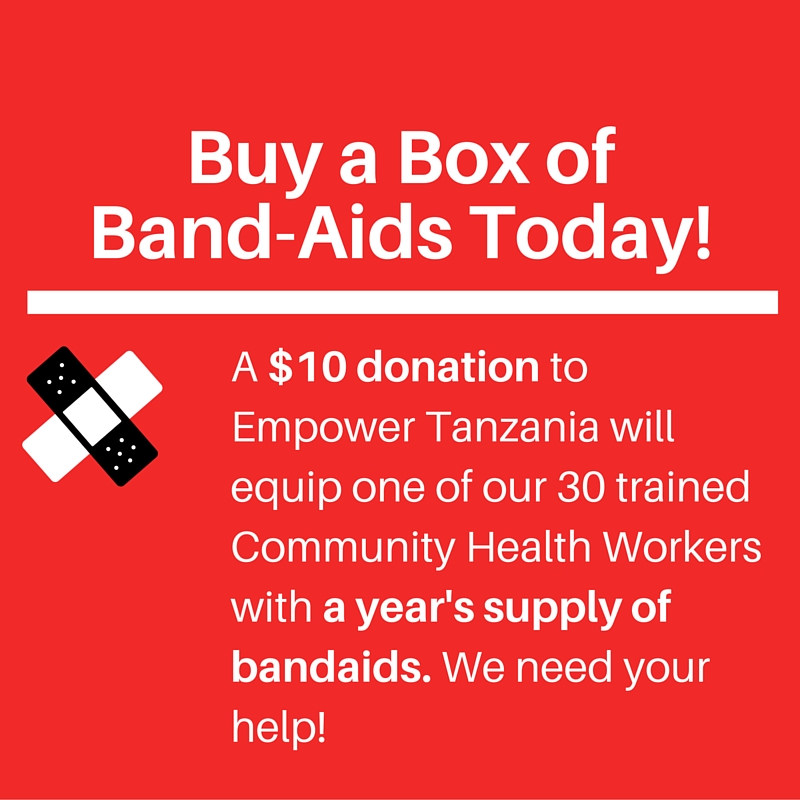 Buy a Box of
Band-Aids Today!
A $10 donation to
Empower Tanzania will
equip one of our 30 trained
Community Health Workers
with a year's supply of
bandaids. We need your
help!